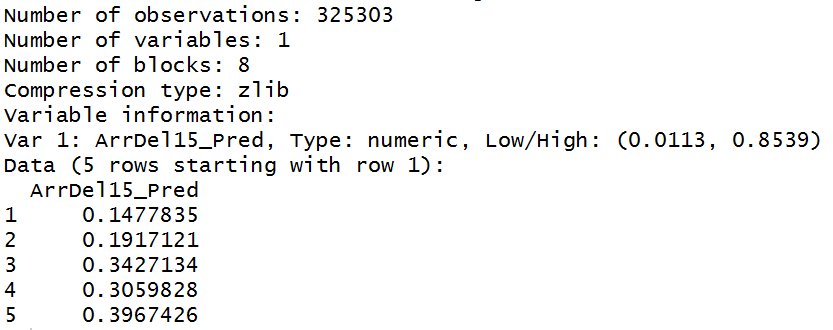 Number of observations: 325303
Number of variables: 1
Number of blocks: 8
Compression type: zlib
Variable information:
Var 1: ArrDel15_Pred, Type: numeric, Low/High: (0.0113, 0.8539)
Data (5 rows starting with row 1):
  ArrDel15_Pred
1     0.1477835
2     0.1917121
3     0.3427134
4     0.3059828
5     0.3967426